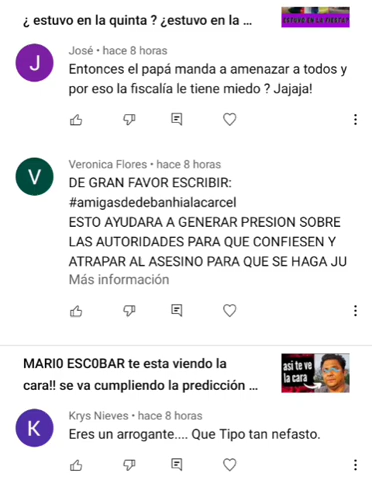 ¿ estuvo en la quinta ? ¿estuvo en la ...
ESTUVO EN LA FIESTA?
J
José • hace 8 horas
Entonces el papá manda a amenazar a todos y
por eso la fiscalía le tiene miedo ? Jajaja!
V
Veronica Flores • hace 8 horas
DE GRAN FAVOR ESCRIBIR:
#amigasdedebanhialacarcel
ESTO AYUDARA A GENERAR PRESION SOBRE
LAS AUTORIDADES PARA QUE CONFIESEN Y
ATRAPAR AL ASESINO PARA QUE SE HAGA JU
Más información
MARI0 ESC0BAR te esta viendo la
cara!! se va cumpliendo la predicción ...
asi te ve
la cara
K
Krys Nieves • hace 8 horas
Eres un arrogante.... Que Tipo tan nefasto.